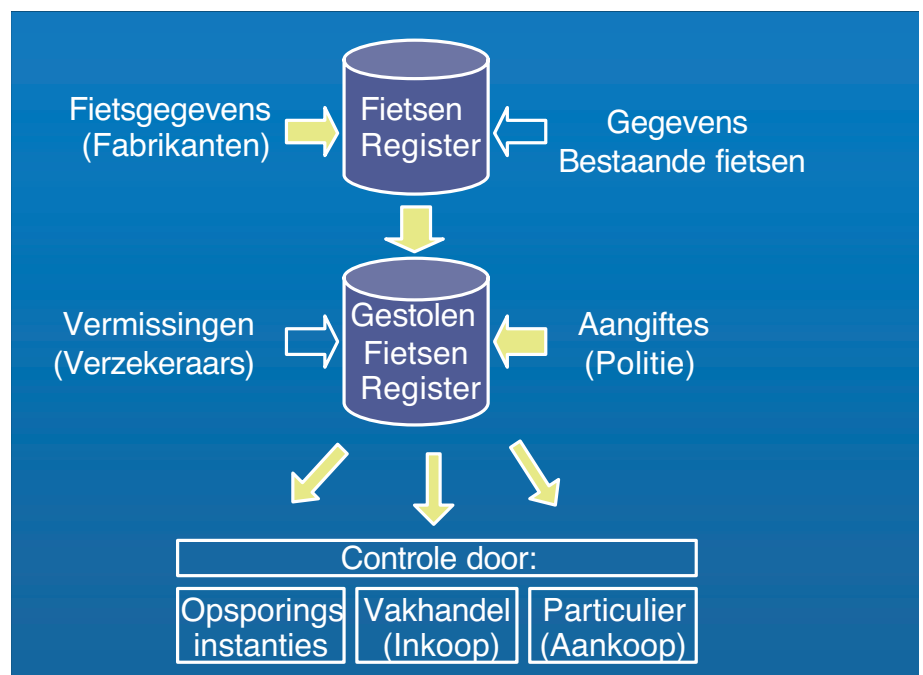 Fietsgegevens
(Fabrikanten)
Fietsen
Register
Gegevens
Bestaande fietsen
Vermissingen
(Verzekeraars)
Gestolen
Fietsen
Register
Aangiftes
(Politie)
Controle door:
Opsporings
instanties
Vakhandel
(Inkoop)
Particulier
(Aankoop)